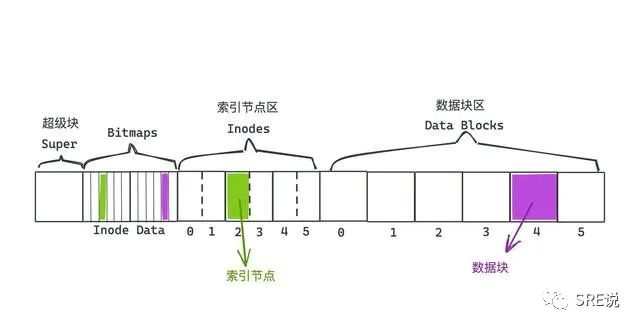 超级块
Super
Bitmaps
索引节点区
Inodes
数据块区
Data Blocks
Inode Data
0 1 2 3 4 5
0 1 2 3 4 5
索引节点
数据块
SRE说